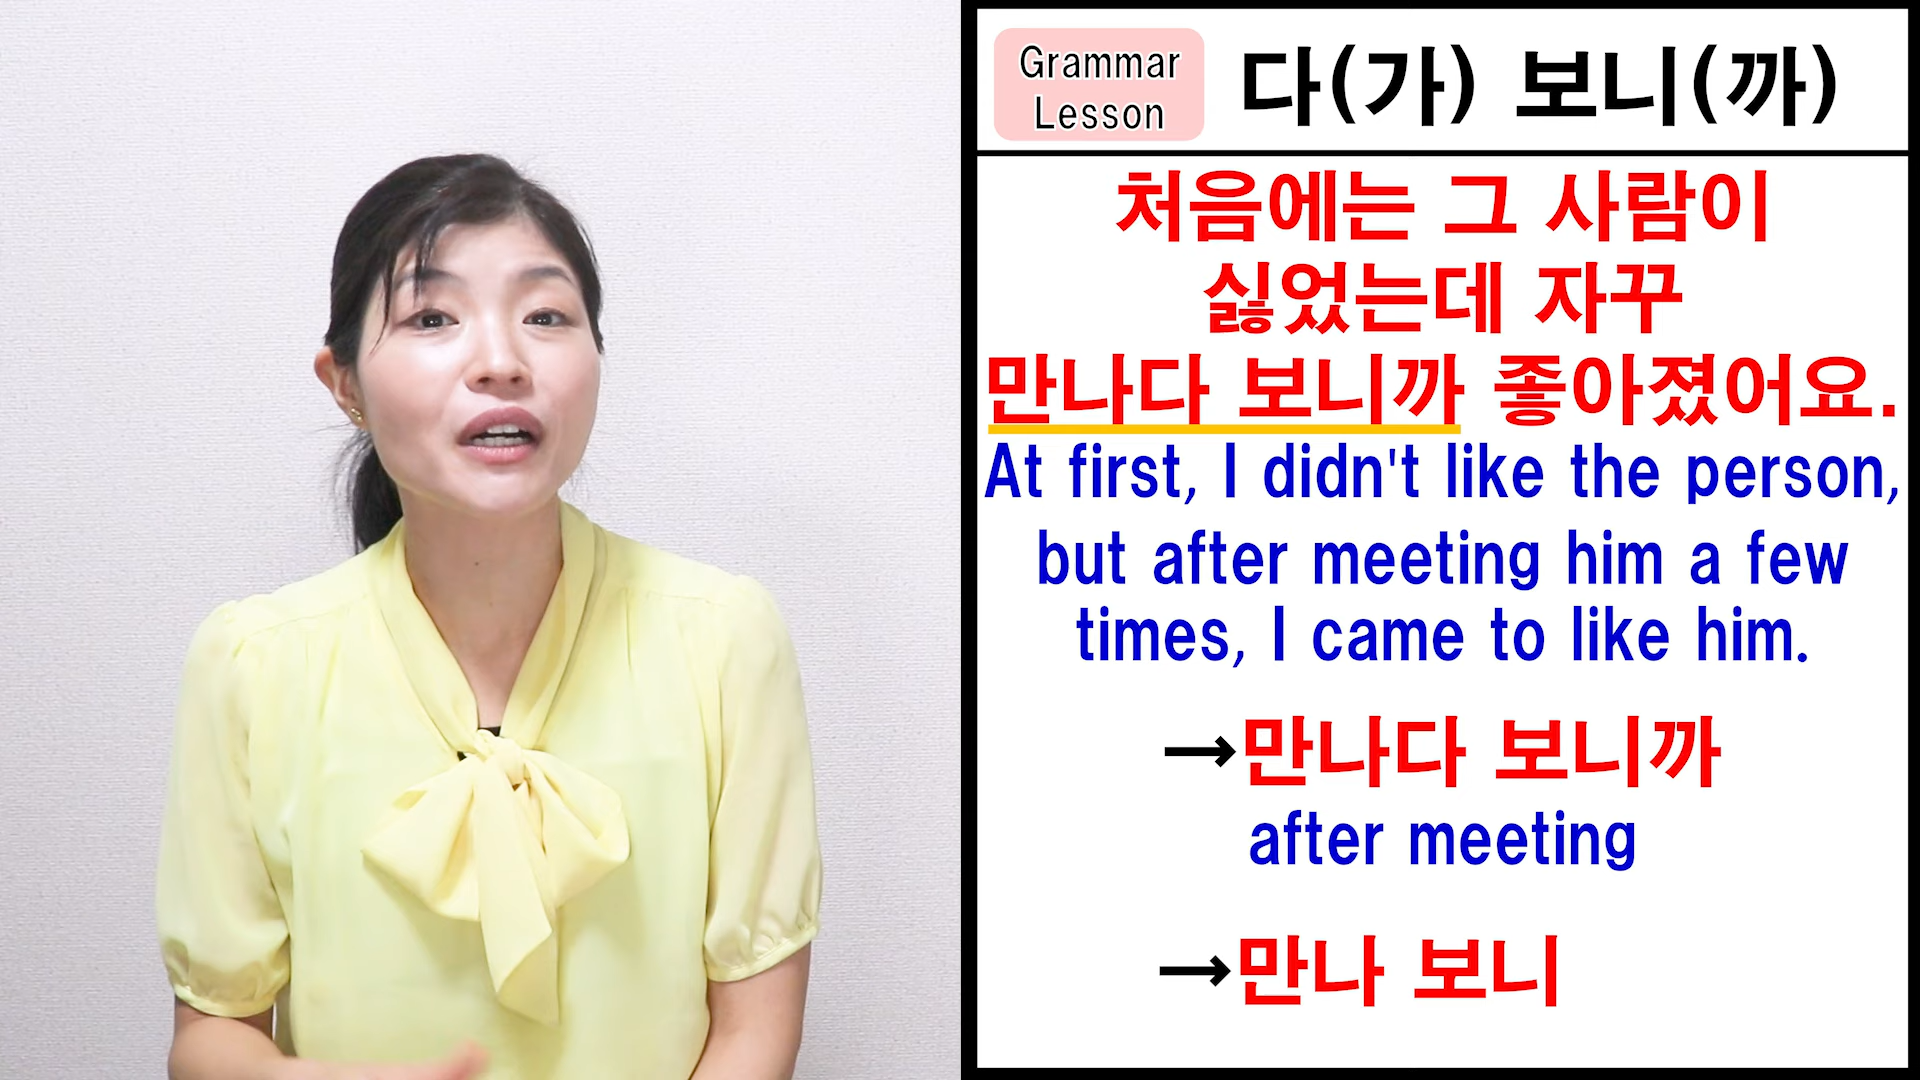 Grammar
Lesson
다(가) 보니(까)
처음에는 그 사람이
싫었는데 자꾸
만나다 보니까 좋아졌어요.
At first, I didn't like the person,
but after meeting him a few
times, I came to like him.
→만나다 보니까
after meeting
→만나 보니